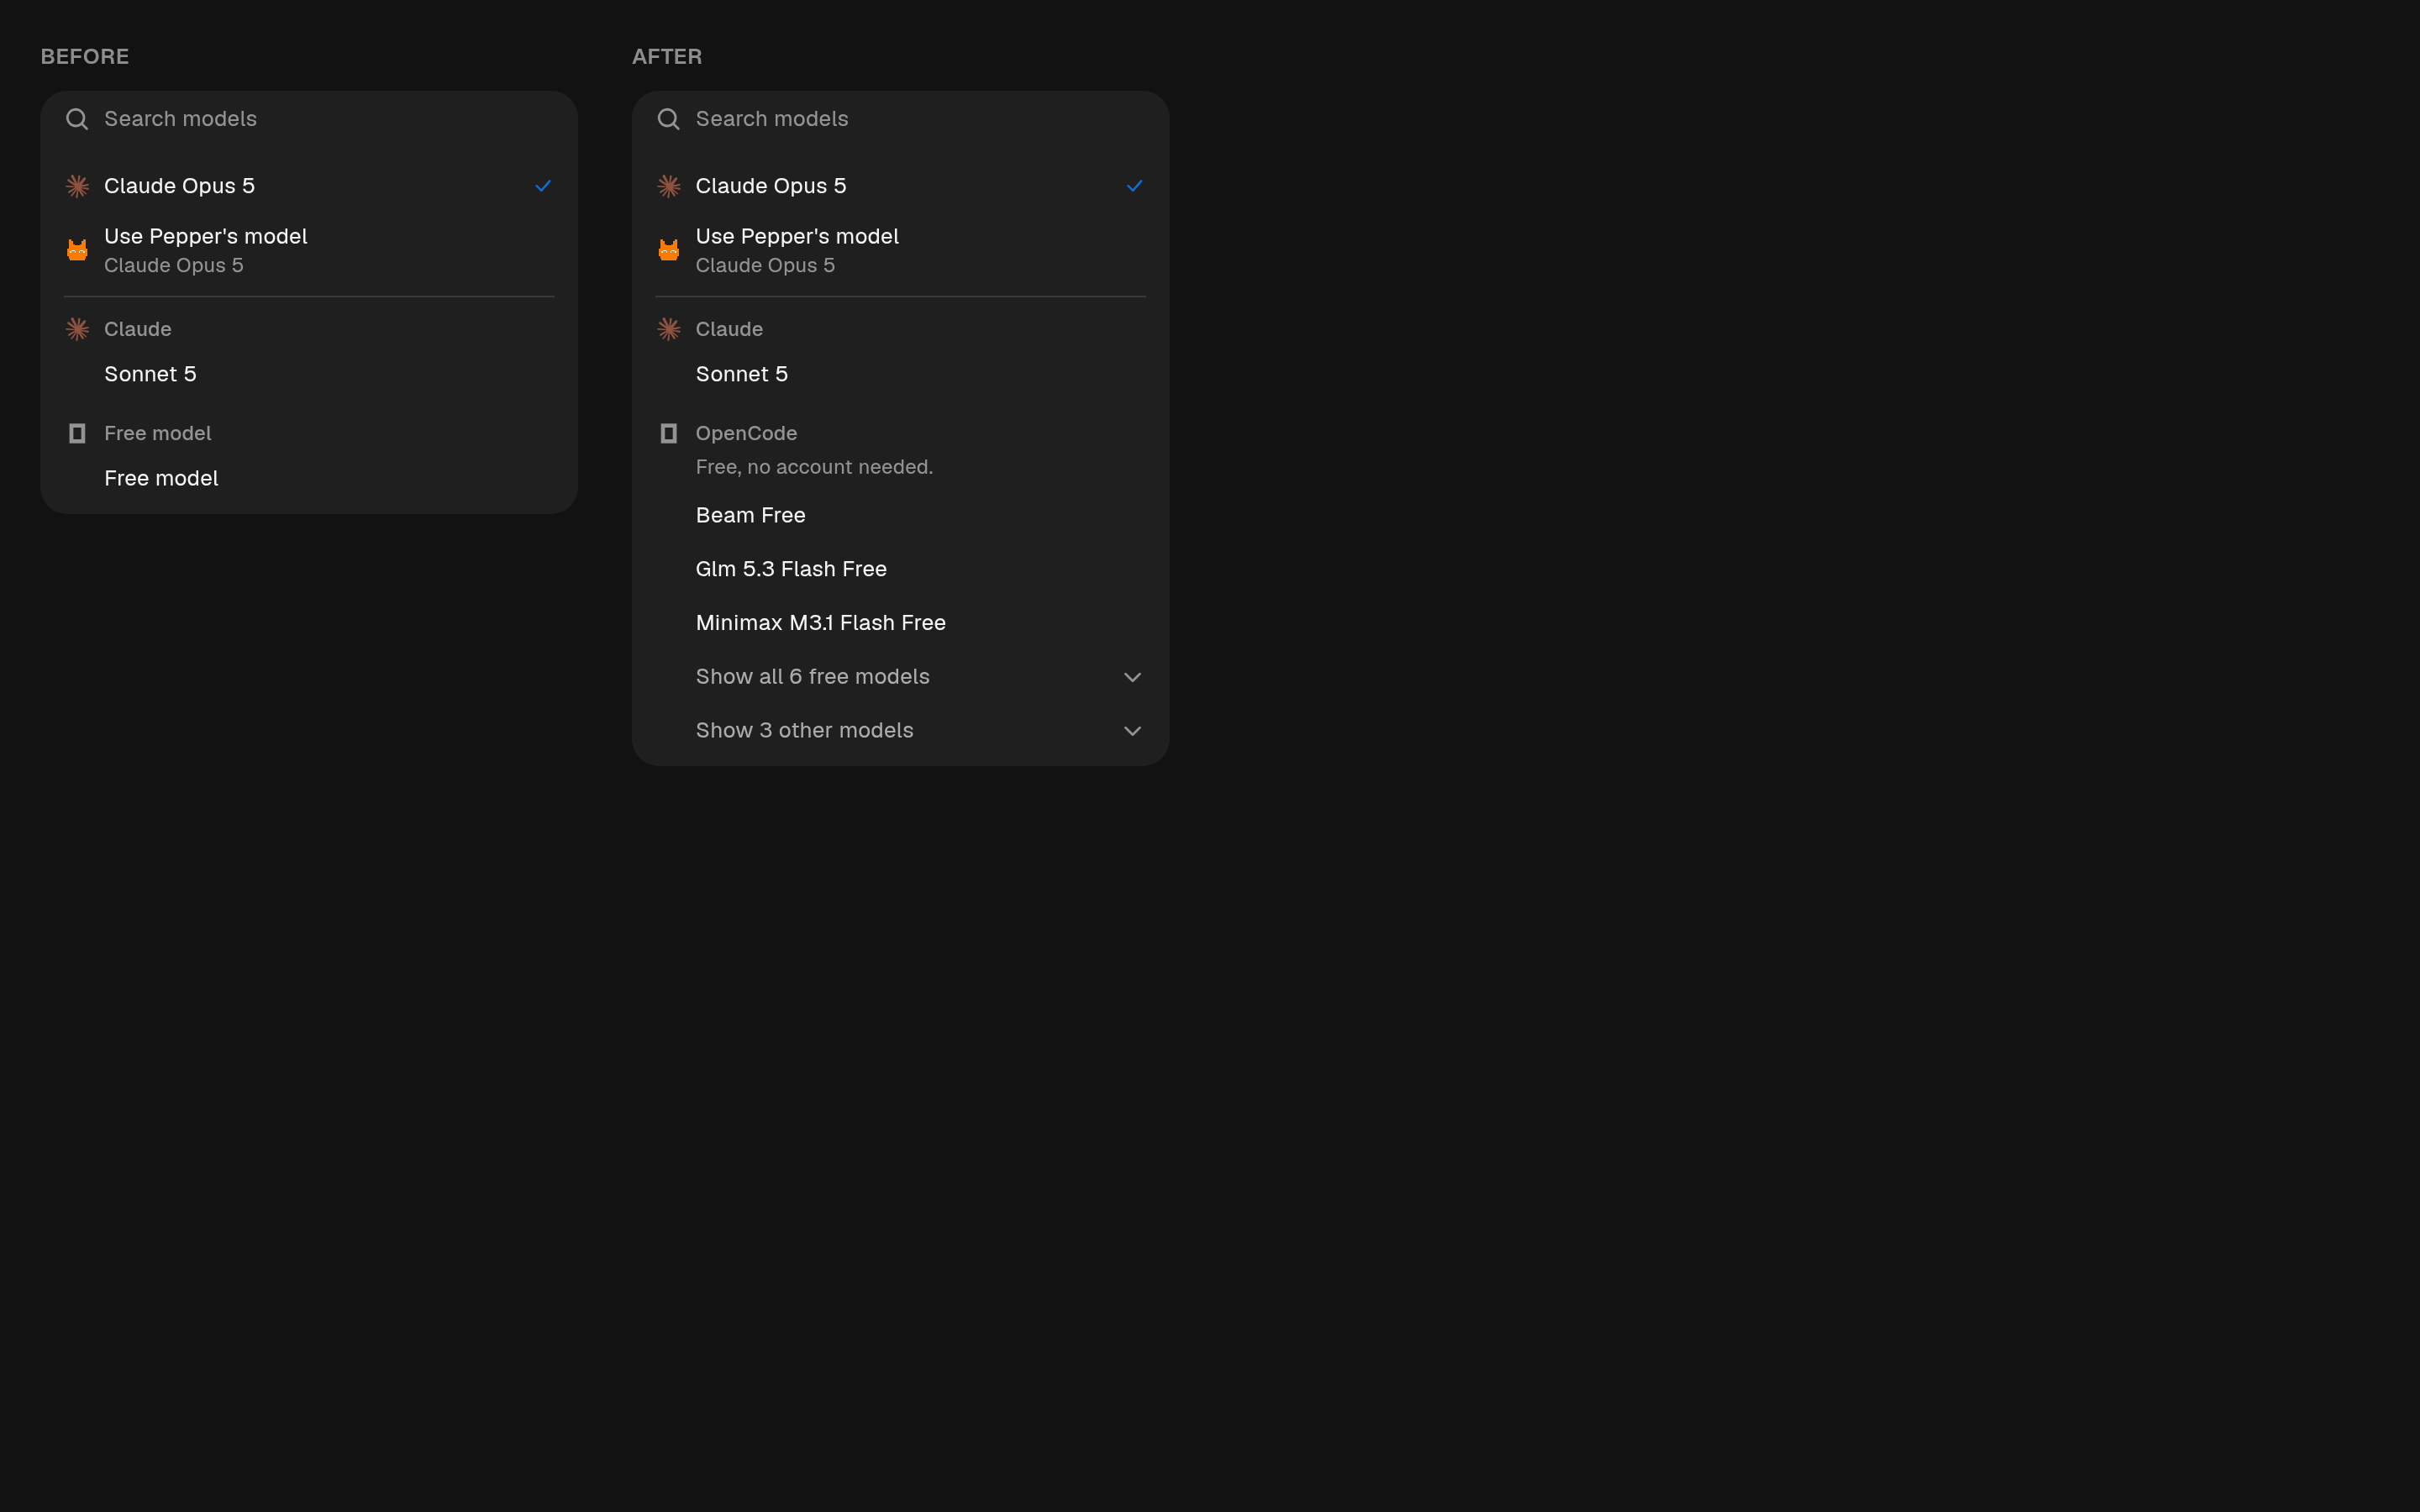 BEFORE
Search models
Claude Opus 5
Use Pepper's model
Claude Opus 5
Claude
Sonnet 5
Free model
Free model
AFTER
Search models
Claude Opus 5
Use Pepper's model
Claude Opus 5
Claude
Sonnet 5
OpenCode
Free, no account needed.
Beam Free
Glm 5.3 Flash Free
Minimax M3.1 Flash Free
Show all 6 free models
Show 3 other models